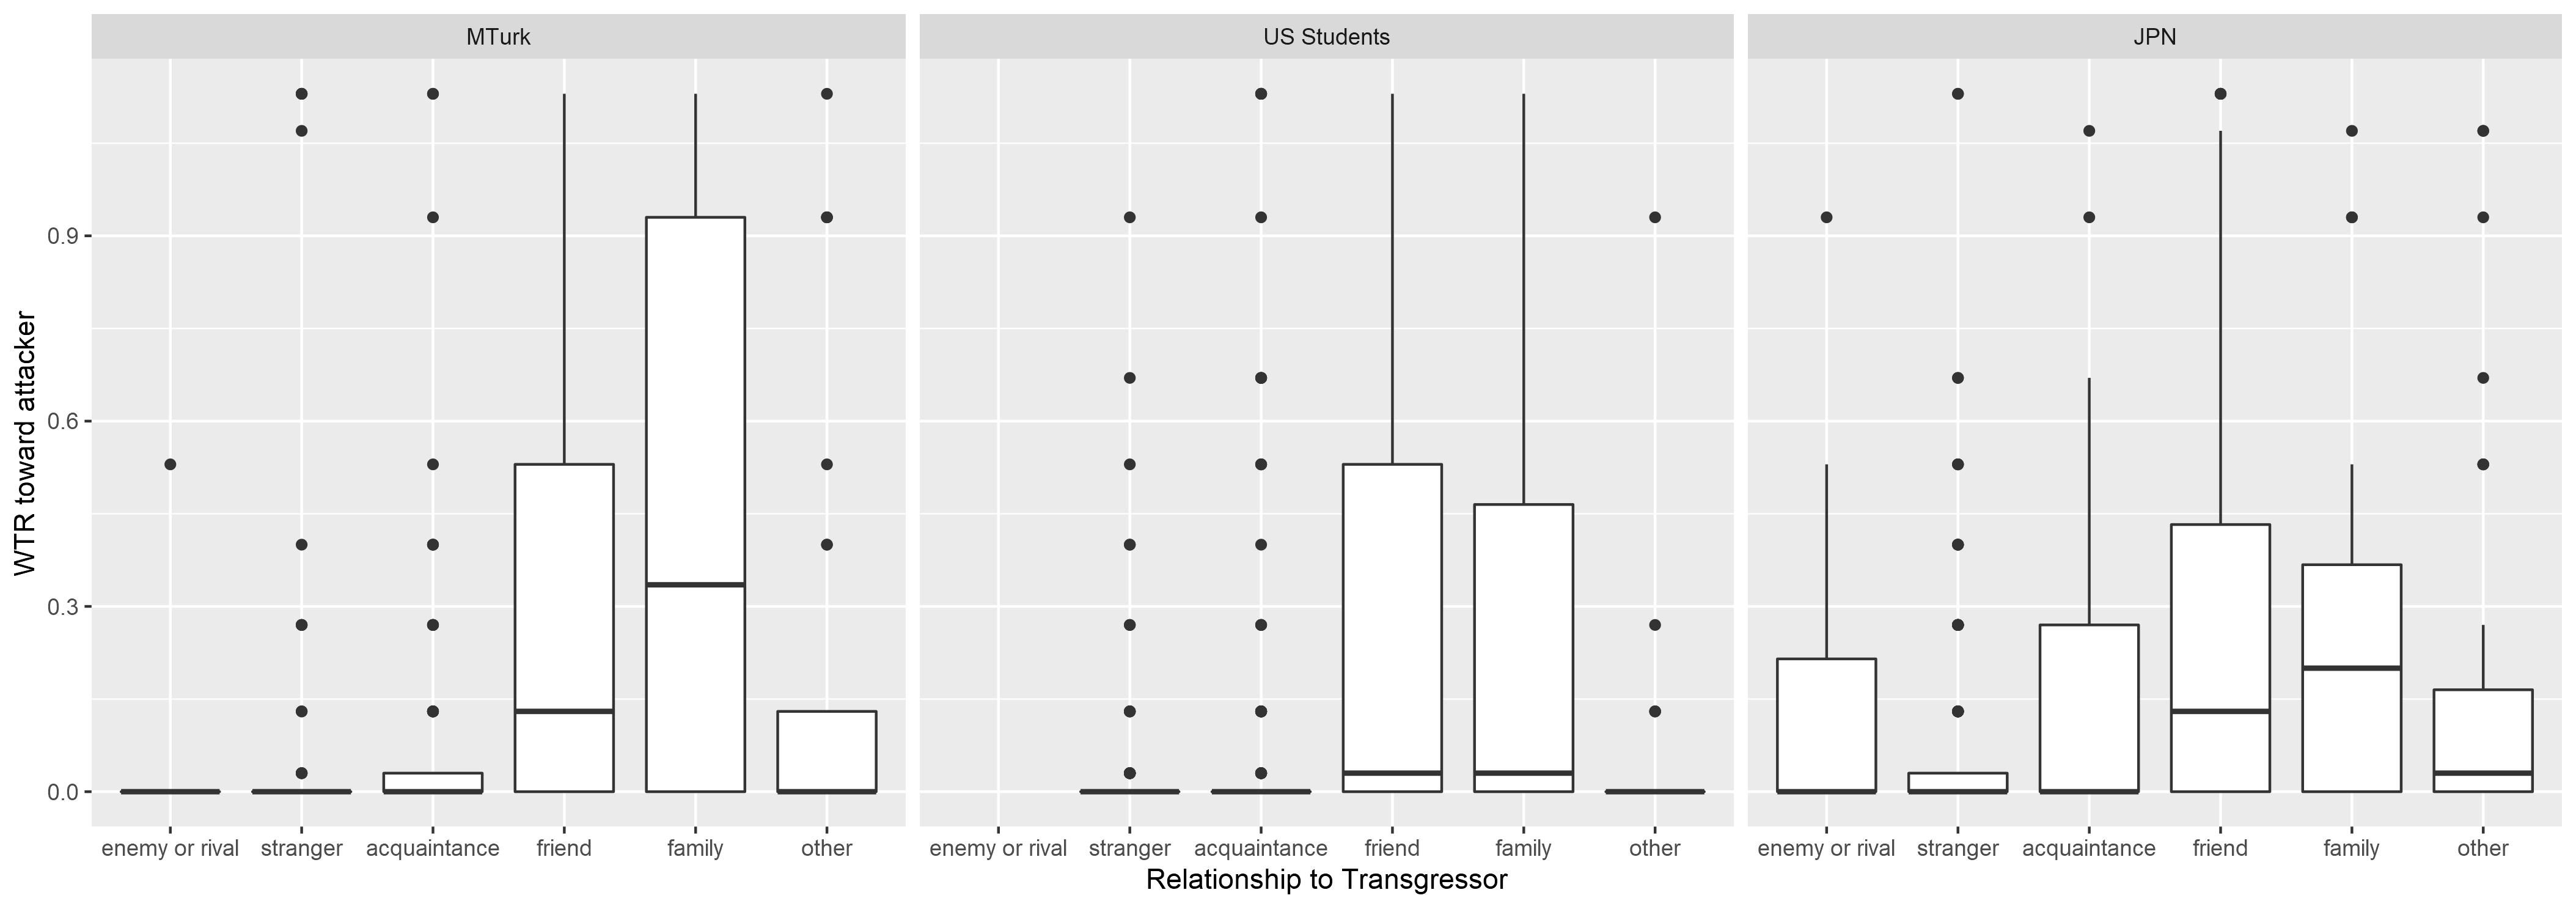 MTurk US Students JPN
WTR toward attacker
0.9
0.6
0.3
0.0
enemy or rival stranger acquaintance friend family other enemy or rival stranger acquaintance friend family other enemy or rival stranger acquaintance friend family other
Relationship to Transgressor